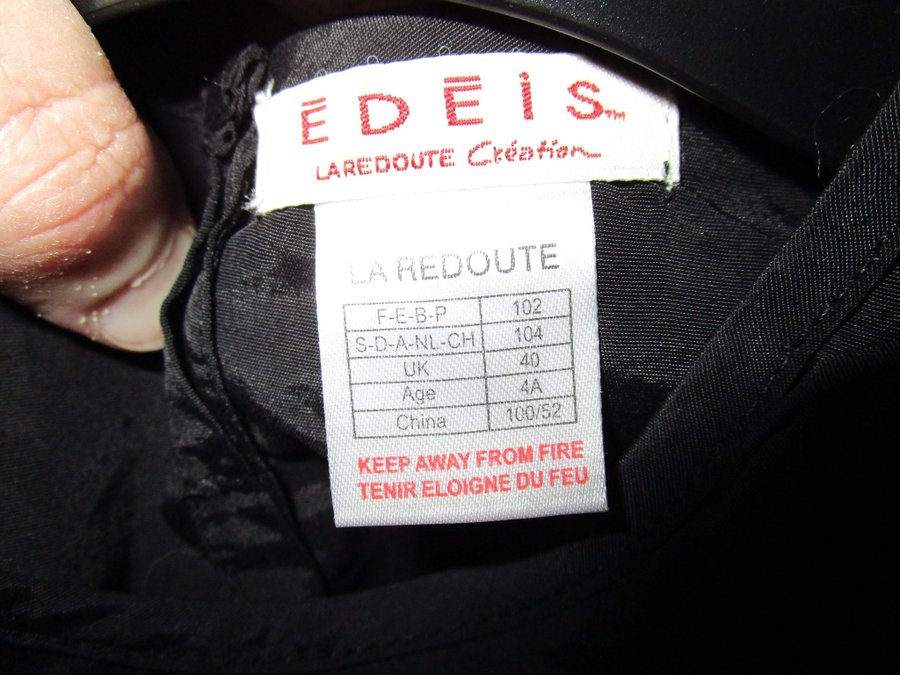 ÉDEiS™
LAREDOUTE Création
LA REDOUTE
F-E-B-P 102
S-D-A-NL-CH 104
UK 40
Age 4A
China 100/52
KEEP AWAY FROM FIRE
TENIR ELOIGNE DU FEU